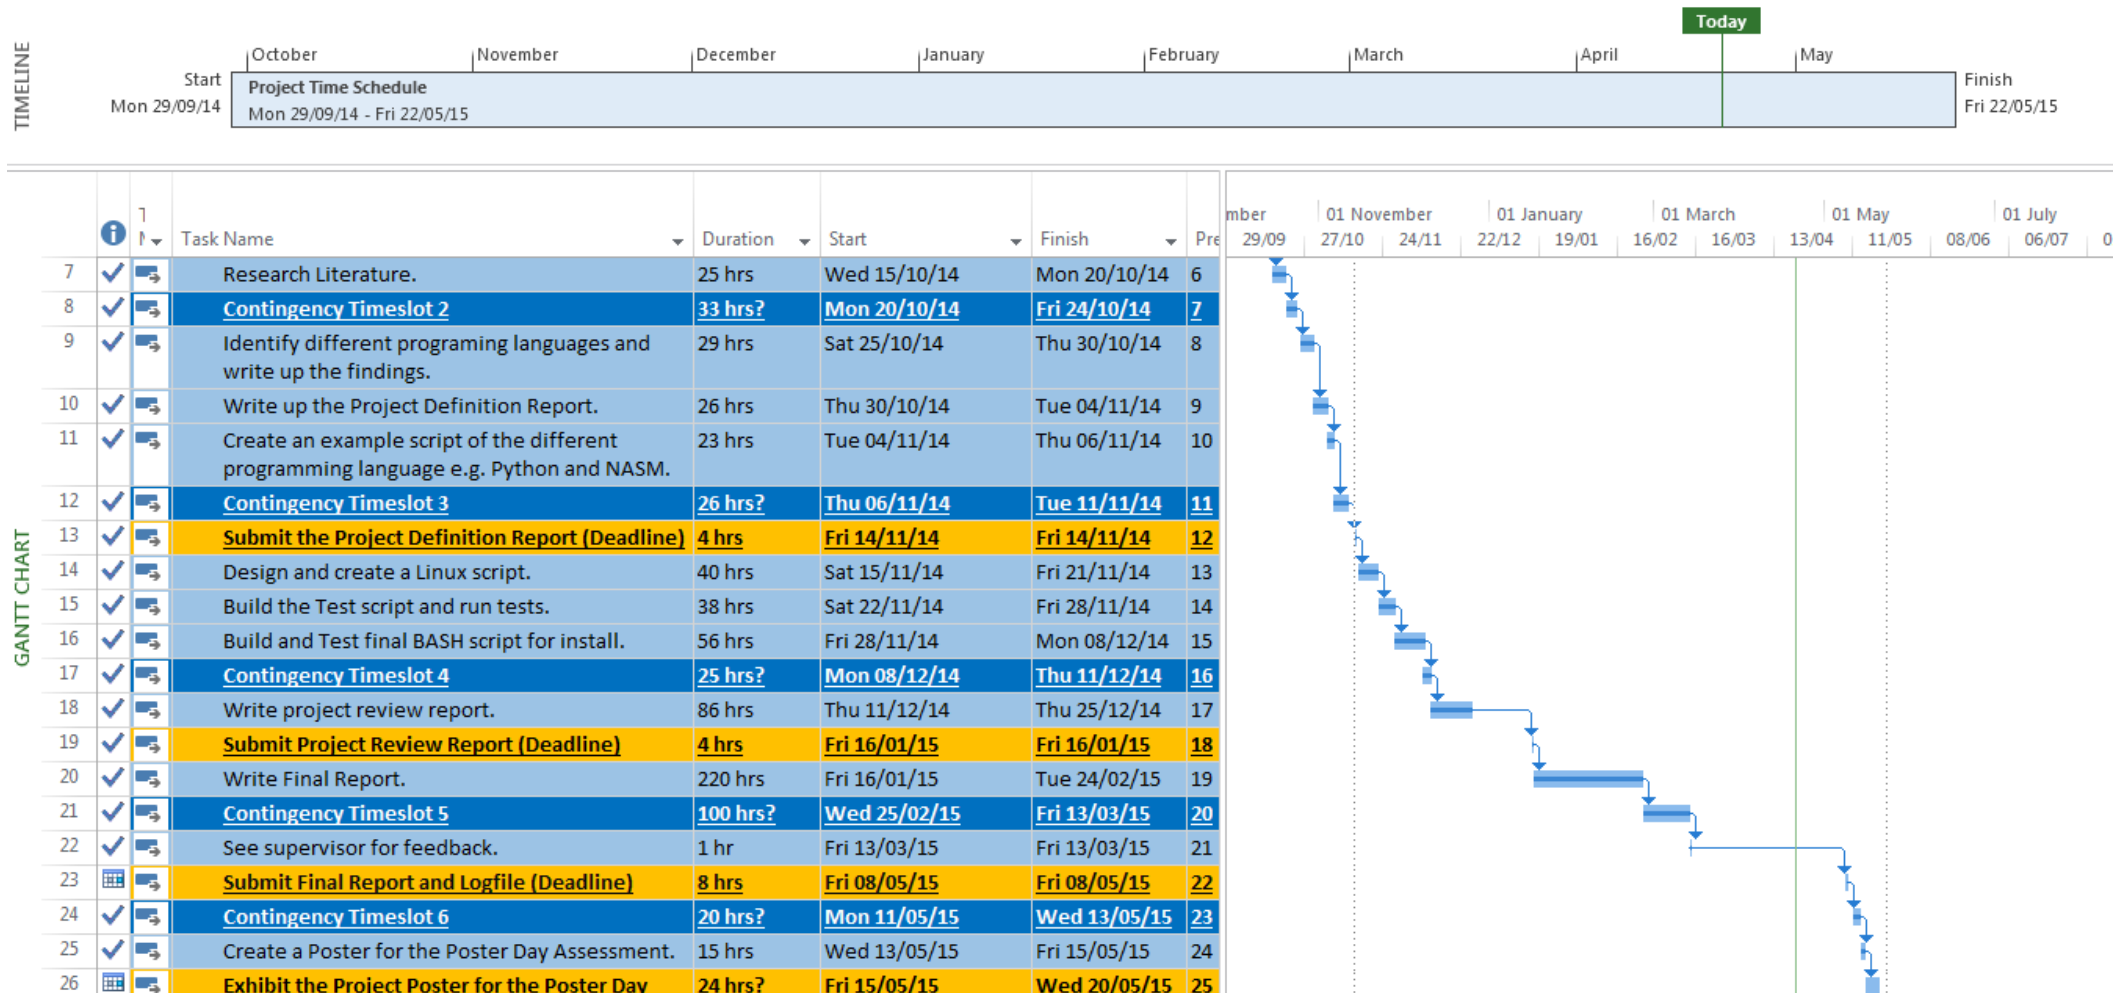 TIMELINE
Today
October
November
December
January
February
March
April
May
Start
Mon 29/09/14
Project Time Schedule
Mon 29/09/14 - Fri 22/05/15
Finish
Fri 22/05/15
GANTT CHART
Task Name Duration Start Finish Pre
mber 01 November 01 January 01 March 01 May 01 July
29/09 27/10 24/11 22/12 19/01 16/02 16/03 13/04 11/05 08/06 06/07 0
7 Research Literature. 25 hrs Wed 15/10/14 Mon 20/10/14 6
8 Contingency Timeslot 2 33 hrs? Mon 20/10/14 Fri 24/10/14 7
9 Identify different programing languages and 29 hrs Sat 25/10/14 Thu 30/10/14 8
write up the findings.
10 Write up the Project Definition Report. 26 hrs Thu 30/10/14 Tue 04/11/14 9
11 Create an example script of the different 23 hrs Tue 04/11/14 Thu 06/11/14 10
programming language e.g. Python and NASM.
12 Contingency Timeslot 3 26 hrs? Thu 06/11/14 Tue 11/11/14 11
13 Submit the Project Definition Report (Deadline) 4 hrs Fri 14/11/14 Fri 14/11/14 12
14 Design and create a Linux script. 40 hrs Sat 15/11/14 Fri 21/11/14 13
15 Build the Test script and run tests. 38 hrs Sat 22/11/14 Fri 28/11/14 14
16 Build and Test final BASH script for install. 56 hrs Fri 28/11/14 Mon 08/12/14 15
17 Contingency Timeslot 4 25 hrs? Mon 08/12/14 Thu 11/12/14 16
18 Write project review report. 86 hrs Thu 11/12/14 Thu 25/12/14 17
19 Submit Project Review Report (Deadline) 4 hrs Fri 16/01/15 Fri 16/01/15 18
20 Write Final Report. 220 hrs Fri 16/01/15 Tue 24/02/15 19
21 Contingency Timeslot 5 100 hrs? Wed 25/02/15 Fri 13/03/15 20
22 See supervisor for feedback. 1 hr Fri 13/03/15 Fri 13/03/15 21
23 Submit Final Report and Logfile (Deadline) 8 hrs Fri 08/05/15 Fri 08/05/15 22
24 Contingency Timeslot 6 20 hrs? Mon 11/05/15 Wed 13/05/15 23
25 Create a Poster for the Poster Day Assessment. 15 hrs Wed 13/05/15 Fri 15/05/15 24
26 Exhibit the Project Poster for the Poster Day 24 hrs? Fri 15/05/15 Wed 20/05/15 25